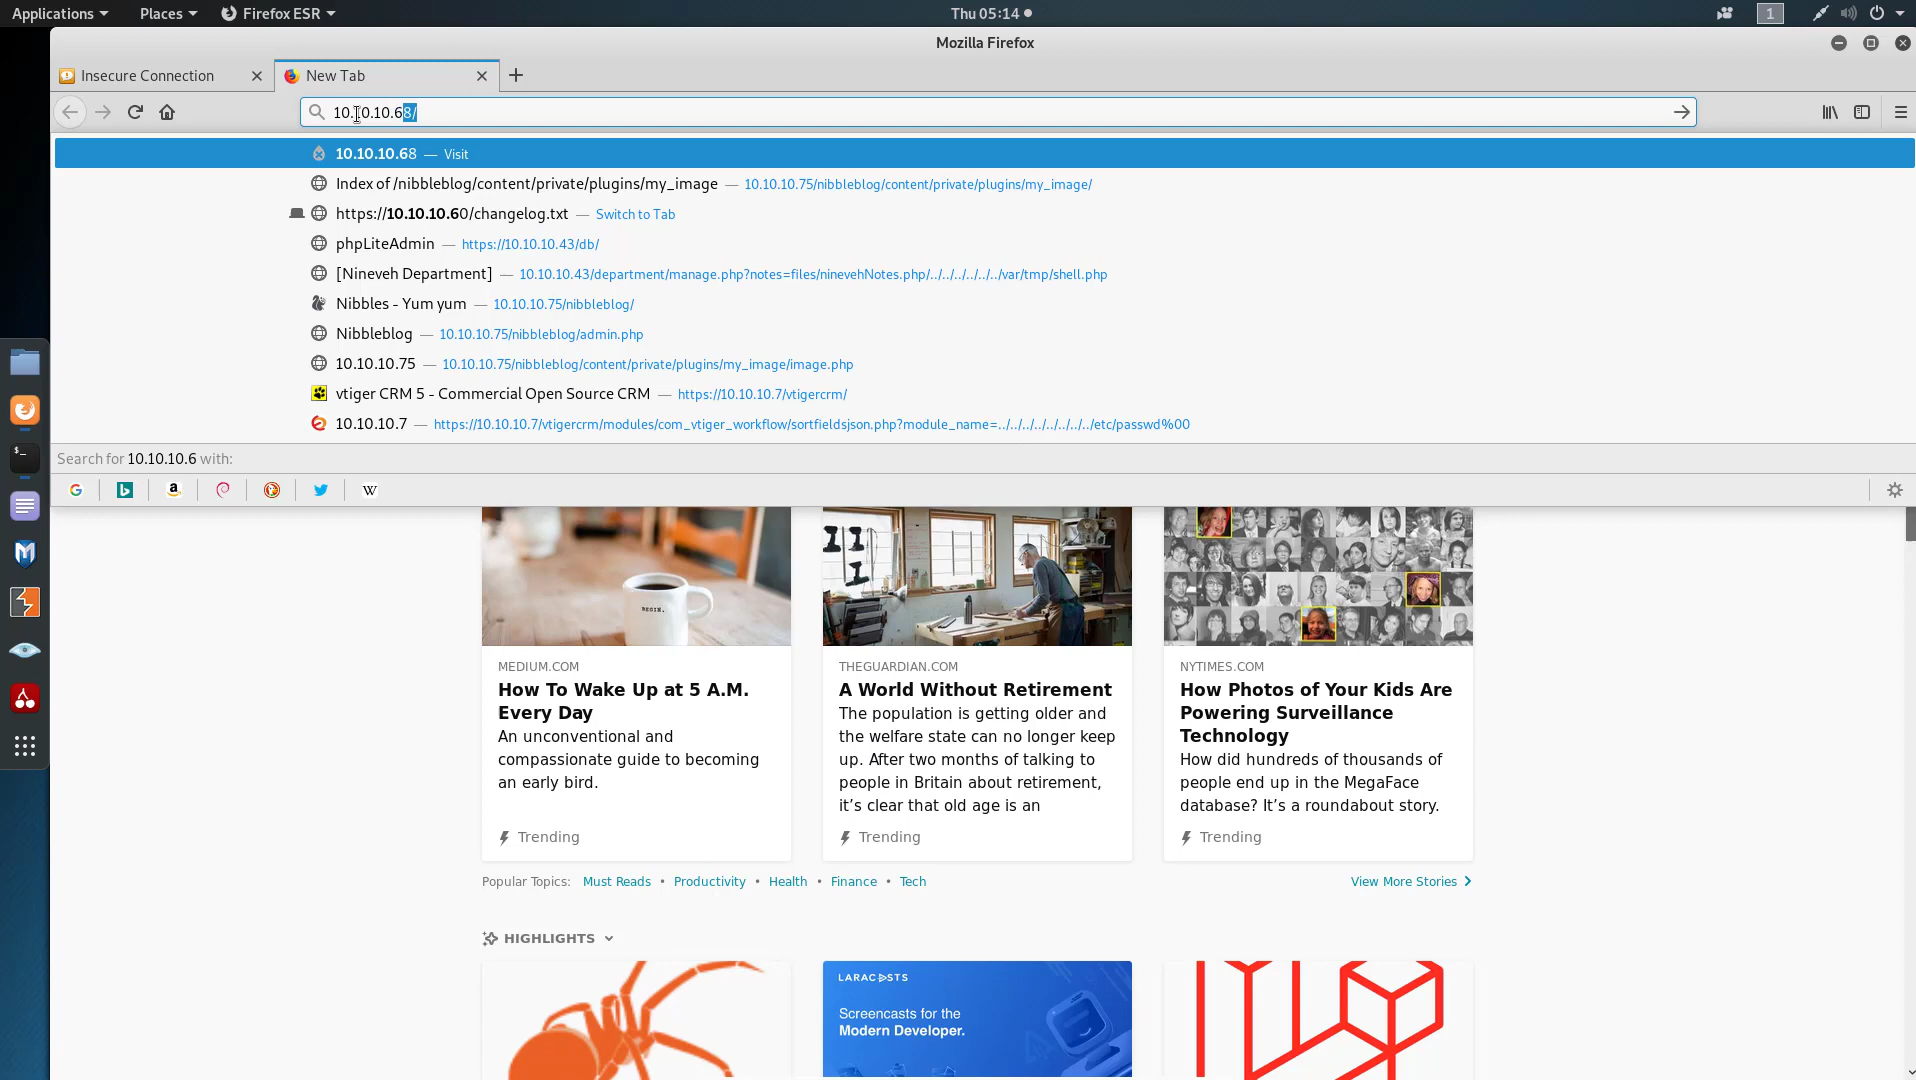 Applications Places Firefox ESR Thu 05:14 1
Mozilla Firefox
Insecure Connection New Tab
10.10.10.68/
10.10.10.68 — Visit
Index of /nibbleblog/content/private/plugins/my_image — 10.10.10.75/nibbleblog/content/private/plugins/my_image/
https://10.10.10.60/changelog.txt — Switch to Tab
phpLiteAdmin — https://10.10.10.43/db/
[Nineveh Department] — 10.10.10.43/department/manage.php?notes=files/ninevehNotes.php/../../../../../../var/tmp/shell.php
Nibbles - Yum yum — 10.10.10.75/nibbleblog/
Nibbleblog — 10.10.10.75/nibbleblog/admin.php
10.10.10.75 — 10.10.10.75/nibbleblog/content/private/plugins/my_image/image.php
vtiger CRM 5 - Commercial Open Source CRM — https://10.10.10.7/vtigercrm/
10.10.10.7 — https://10.10.10.7/vtigercrm/modules/com_vtiger_workflow/sortfieldsjson.php?module_name=../../../../../../../../etc/passwd%00
Search for 10.10.10.6 with:
BEGIN.
MEDIUM.COM
How To Wake Up at 5 A.M.
Every Day
An unconventional and
compassionate guide to becoming
an early bird.
Trending
THEGUARDIAN.COM
A World Without Retirement
The population is getting older and
the welfare state can no longer keep
up. After two months of talking to
people in Britain about retirement,
it’s clear that old age is an
Trending
NYTIMES.COM
How Photos of Your Kids Are
Powering Surveillance
Technology
How did hundreds of thousands of
people end up in the MegaFace
database? It’s a roundabout story.
Trending
Popular Topics: Must Reads • Productivity • Health • Finance • Tech
View More Stories
HIGHLIGHTS
LARACASTS
Screencasts for the
Modern Developer.